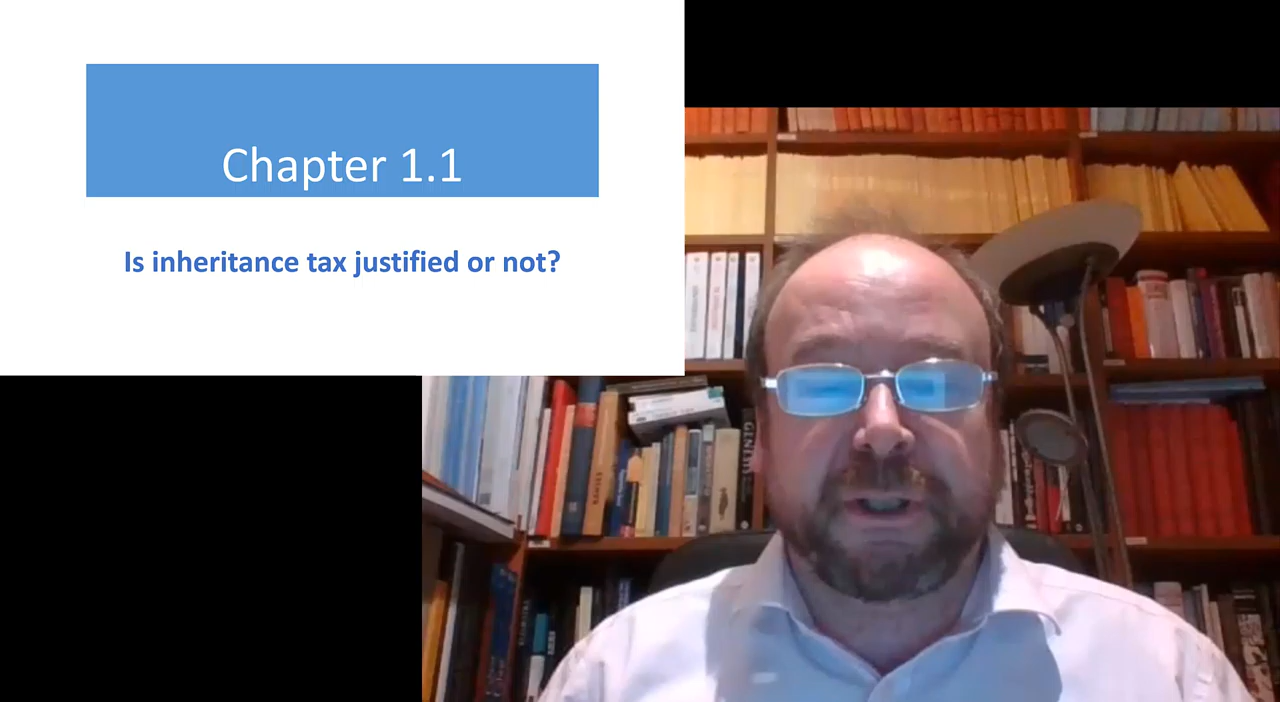 Chapter 1.1
Is inheritance tax justified or not?